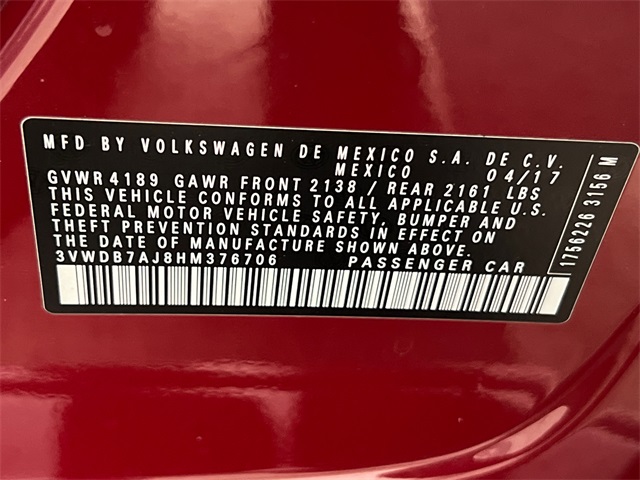 MFD BY VOLKSWAGEN DE MEXICO S.A. DE C.V.
MEXICO 04/17
GVWR 4189 GAWR FRONT 2138 / REAR 2161 LBS
THIS VEHICLE CONFORMS TO ALL APPLICABLE U.S.
FEDERAL MOTOR VEHICLE SAFETY, BUMPER AND
THEFT PREVENTION STANDARDS IN EFFECT ON
THE DATE OF MANUFACTURE SHOWN ABOVE.
3VWDB7AJ8HM376706 PASSENGER CAR
1756226 3156 M